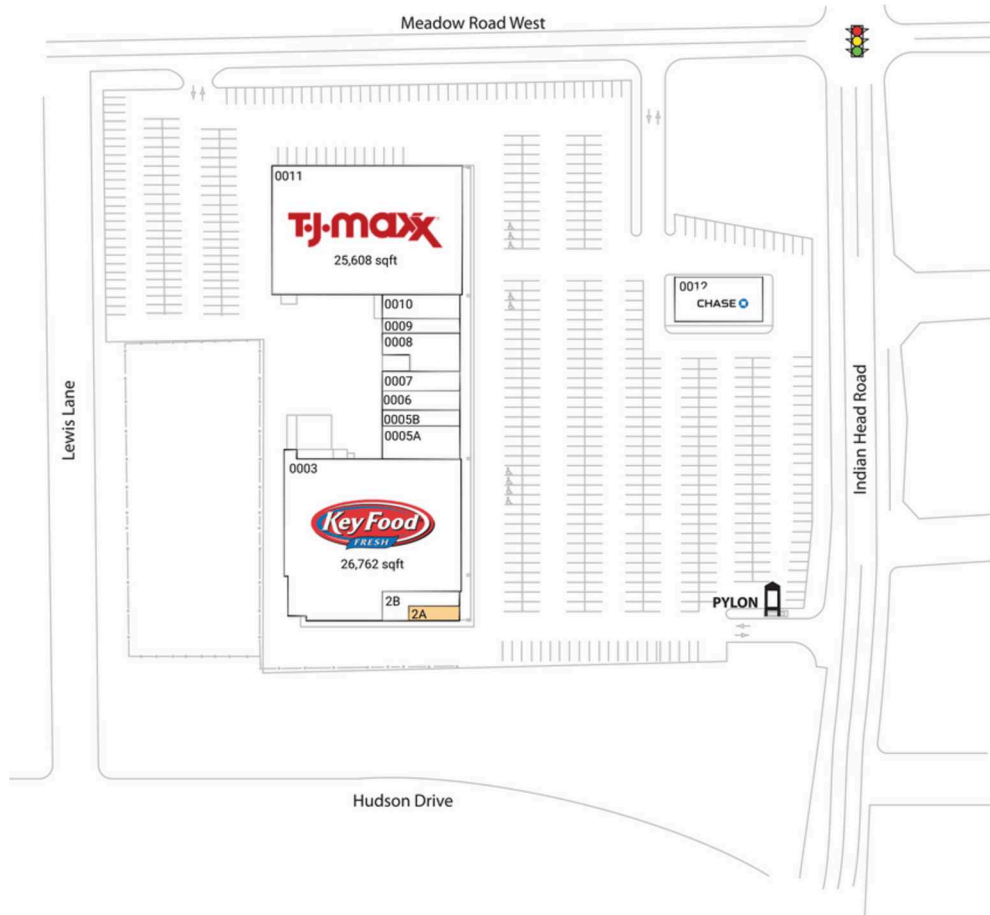 Meadow Road West
0011
T·J·maxx
25,608 sqft
0012
CHASE
0010
0009
0008
0007
0006
0005B
0005A
Lewis Lane
Indian Head Road
0003
Key Food
FRESH
26,762 sqft
2B
2A
PYLON
Hudson Drive